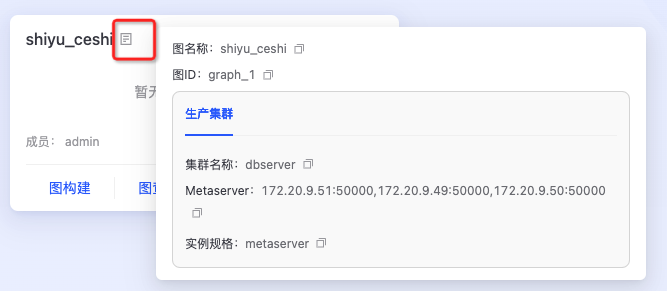 shiyu_ceshi
暂无
成员： admin
图构建
图名称：shiyu_ceshi
图ID：graph_1
生产集群
集群名称：dbserver
Metaserver：172.20.9.51:50000,172.20.9.49:50000,172.20.9.50:50000
实例规格：metaserver